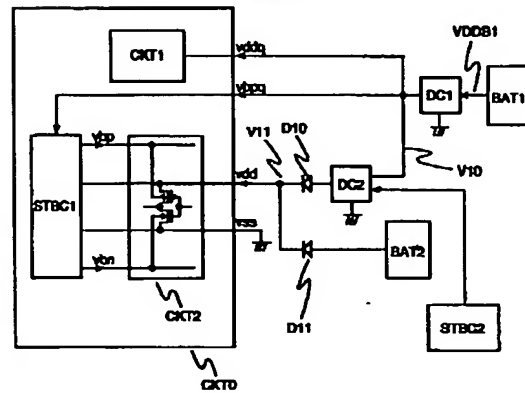 CKT1
vddq
VDDB1
DC1
BAT1
vbpq
V11
D10
vbp
vdd
V10
STBC1
DC2
vss
BAT2
vbn
CKT2
D11
STBC2
CKT0